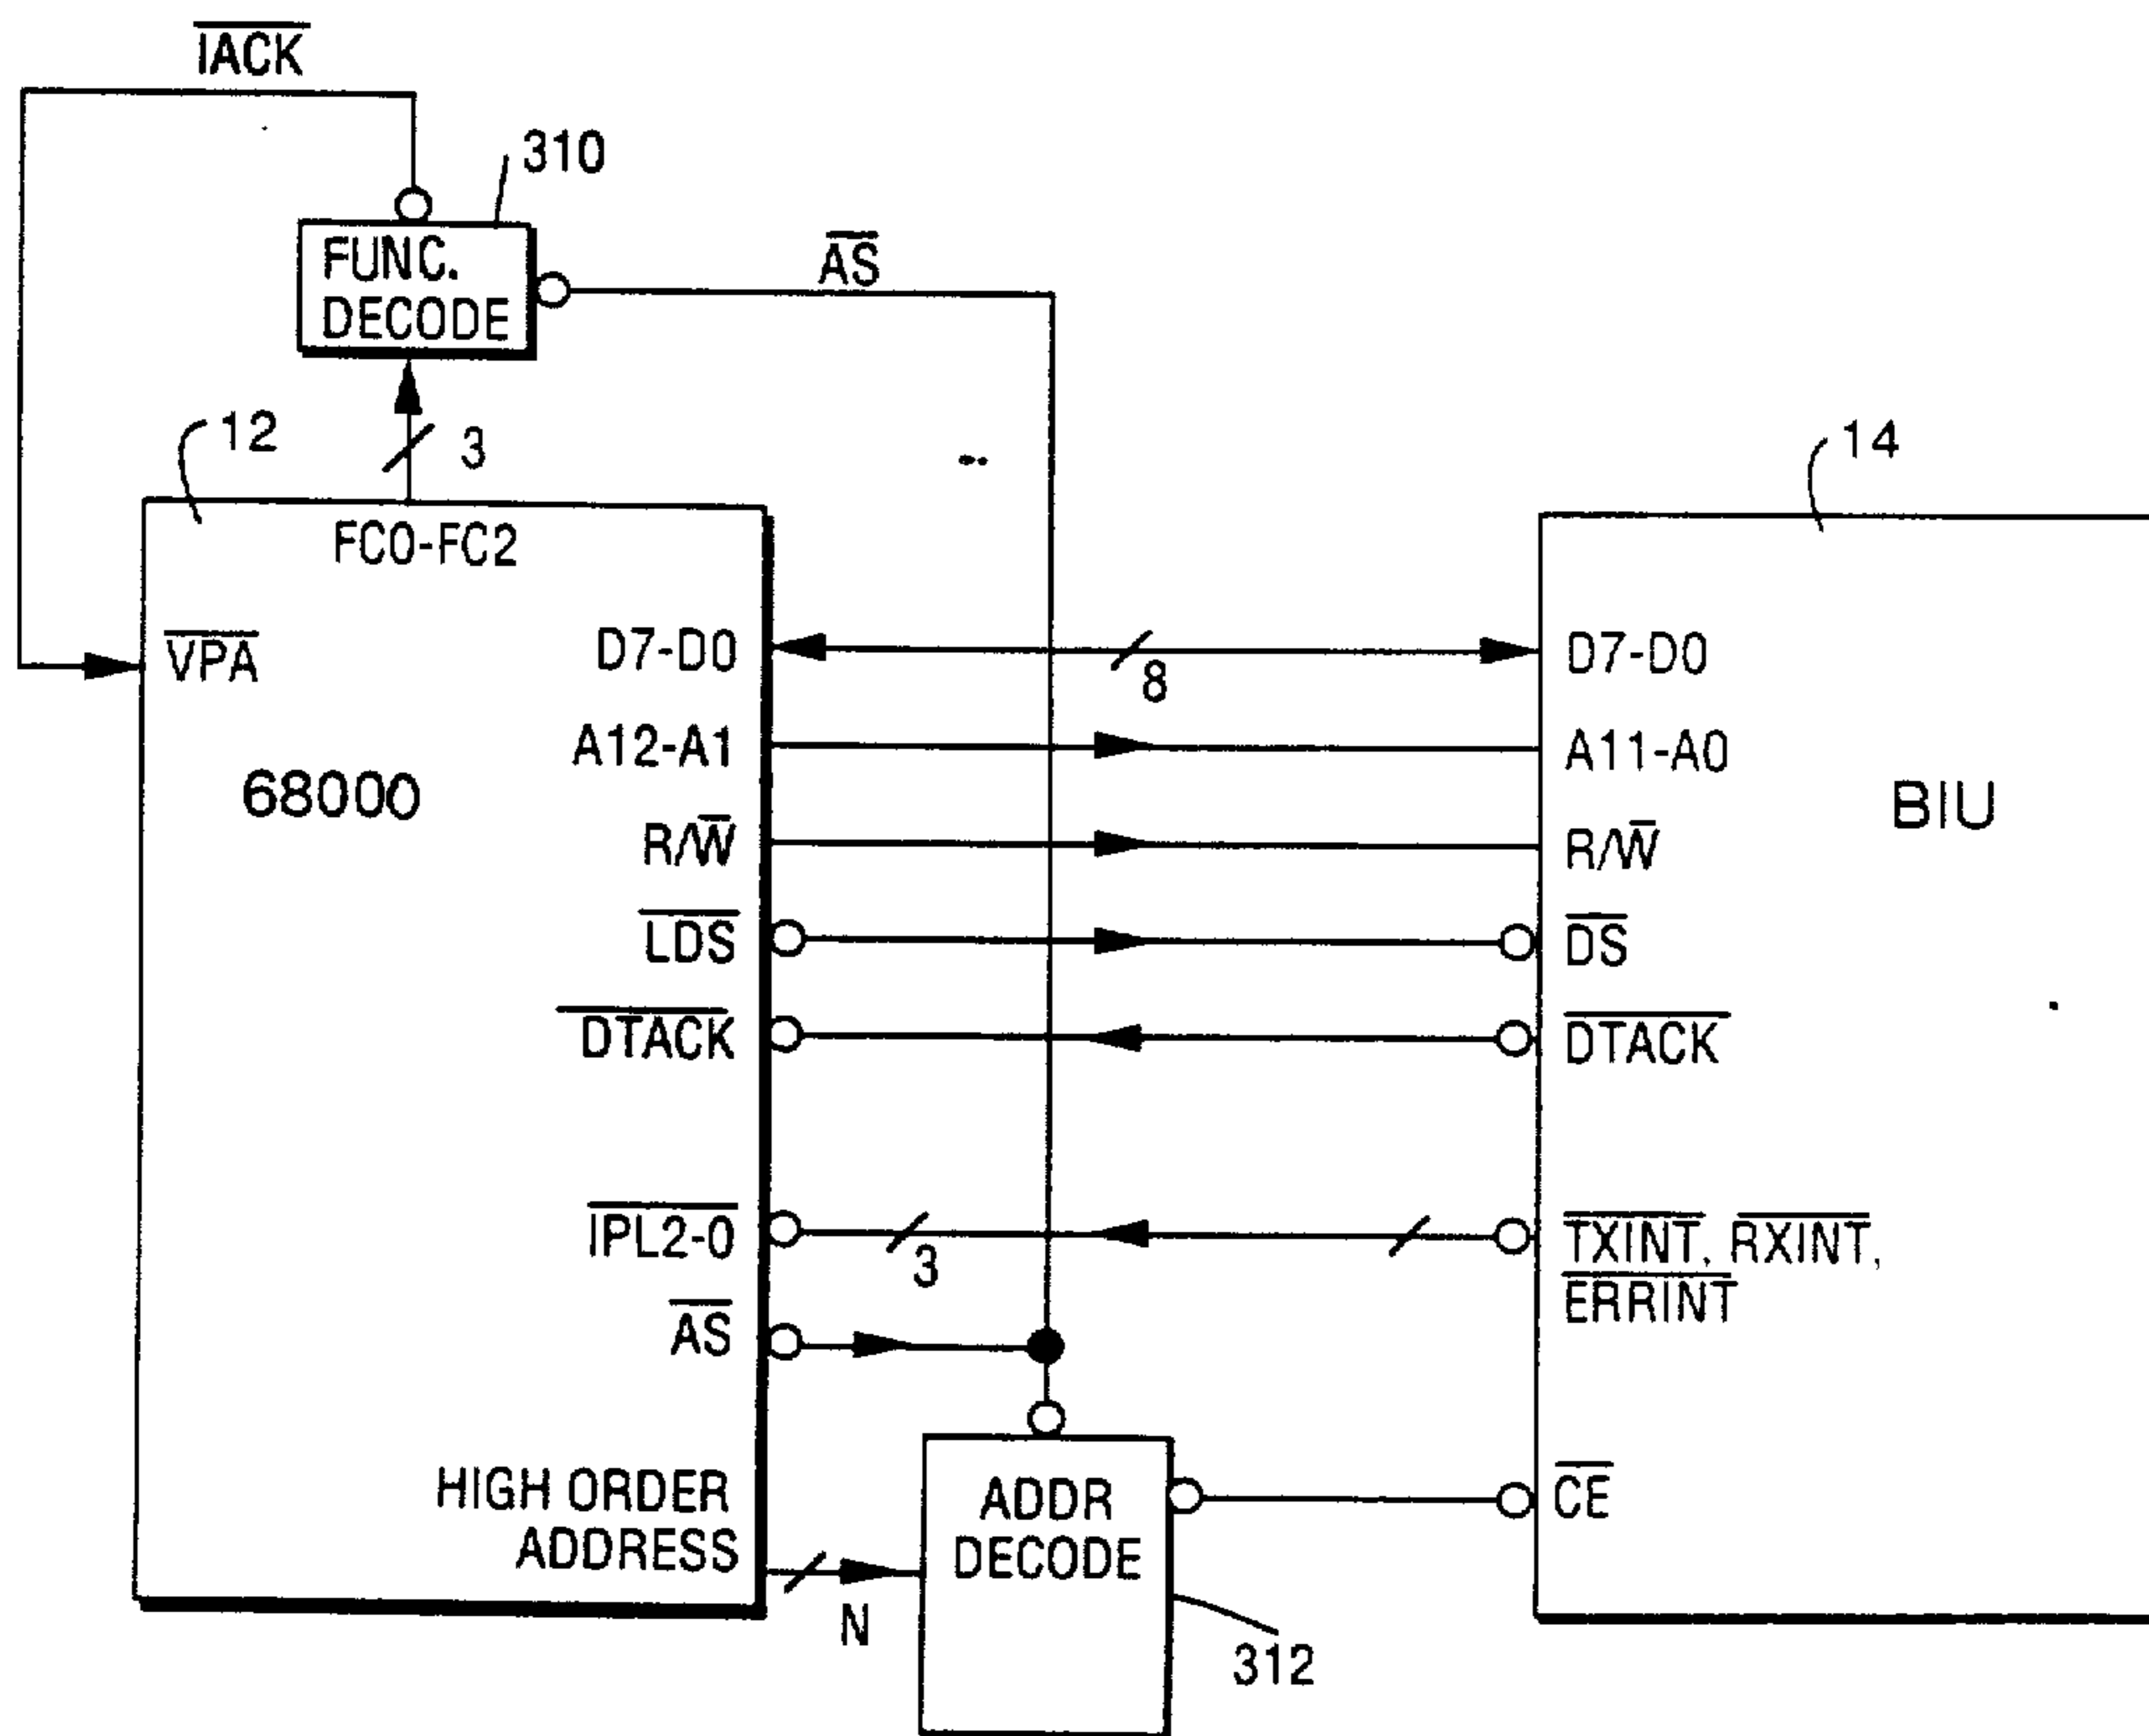 IACK
310
FUNC.
DECODE
AS
12
3
14
FC0-FC2
VPA
D7-D0
8
D7-D0
A12-A1
A11-A0
68000
BIU
R/W
R/W
LDS
DS
DTACK
DTACK
IPL2-0
3
TXINT, RXINT,
ERRINT
AS
HIGH ORDER
ADDRESS
N
ADDR
DECODE
CE
312